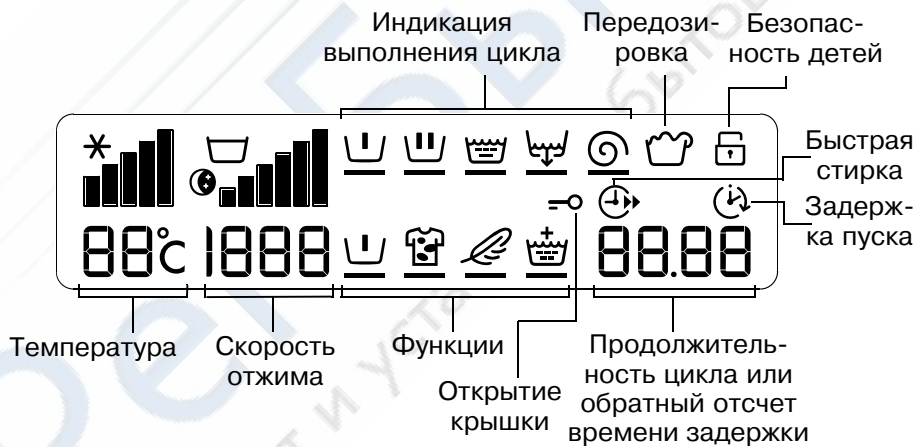 Индикация
выполнения цикла
Передози-
ровка
Безопас-
ность детей
Быстрая
стирка
Задерж-
ка пуска
88°C 1888
88.88
Температура
Скорость
отжима
Функции
Открытие
крышки
Продолжитель-
ность цикла или
обратный отсчет
времени задержки